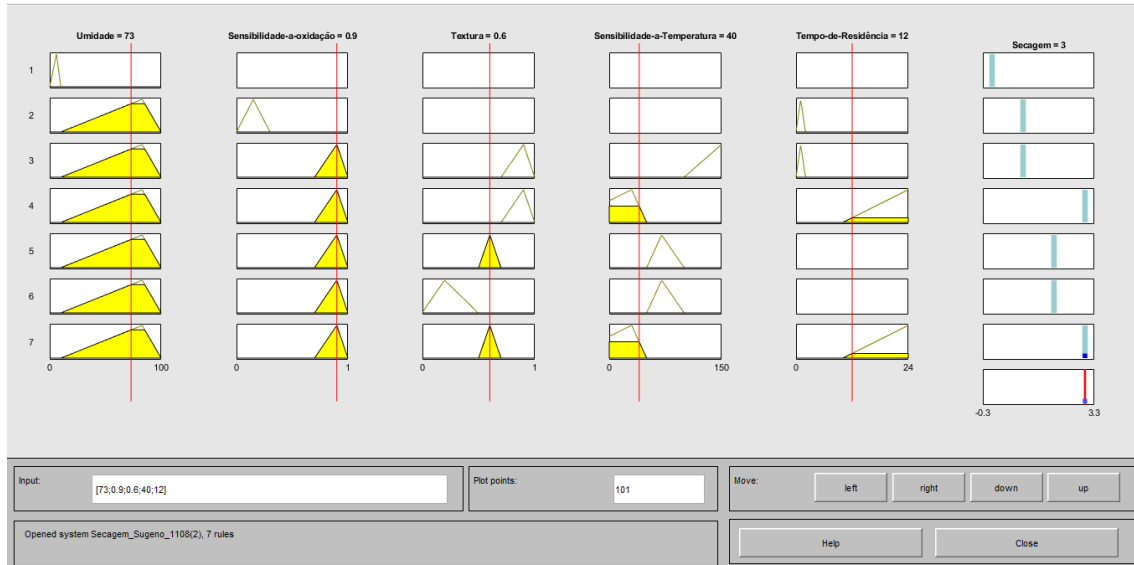 Umidade = 73
Sensibilidade-a-oxidação = 0.9
Textura = 0.6
Sensibilidade-a-Temperatura = 40
Tempo-de-Residência = 12
Secagem = 3
1
2
3
4
5
6
7
0 100
0 1
0 1
0 150
0 24
-0.3 3.3
Input:
[73;0.9;0.6;40;12]
Plot points:
101
Move:
left
right
down
up
Opened system Secagem_Sugeno_1108(2), 7 rules
Help
Close